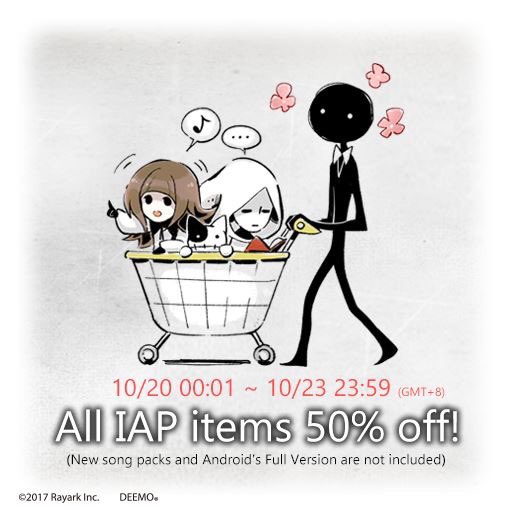 10/20 00:01 ~ 10/23 23:59 (GMT+8)
All IAP items 50% off!
(New song packs and Android's Full Version are not included)
©2017 Rayark Inc. DEEMO®